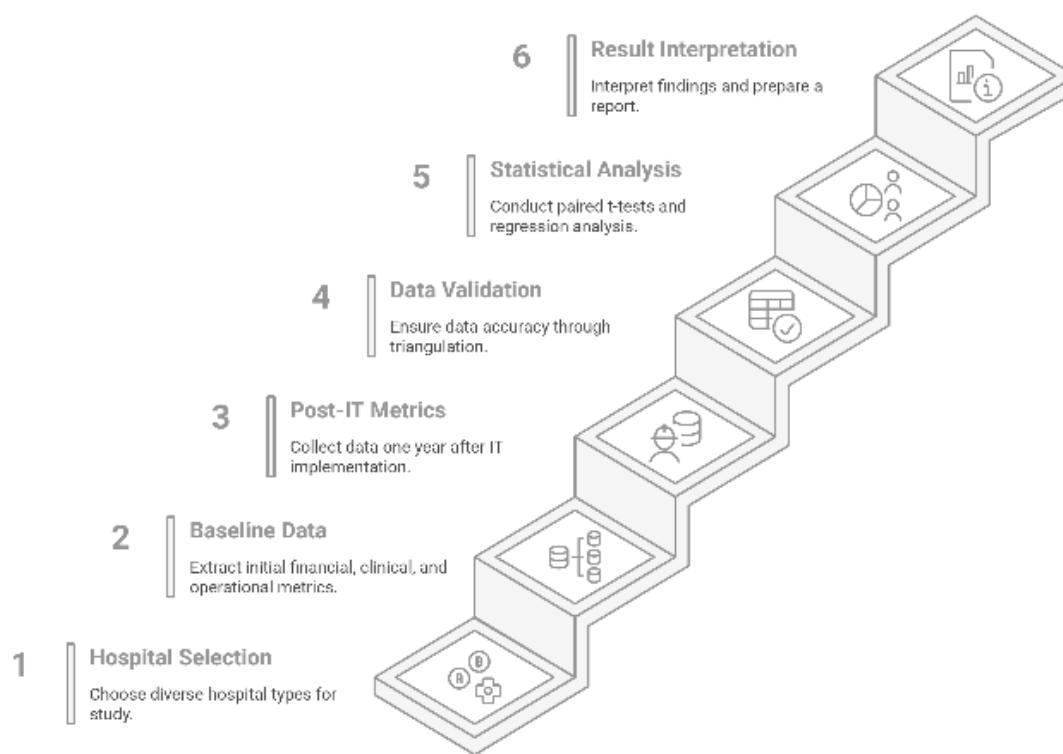 6
Result Interpretation
Interpret findings and prepare a
report.
5
Statistical Analysis
Conduct paired t-tests and
regression analysis.
4
Data Validation
Ensure data accuracy through
triangulation.
3
Post-IT Metrics
Collect data one year after IT
implementation.
2
Baseline Data
Extract initial financial, clinical, and
operational metrics.
1
Hospital Selection
Choose diverse hospital types for
study.
A
B
i